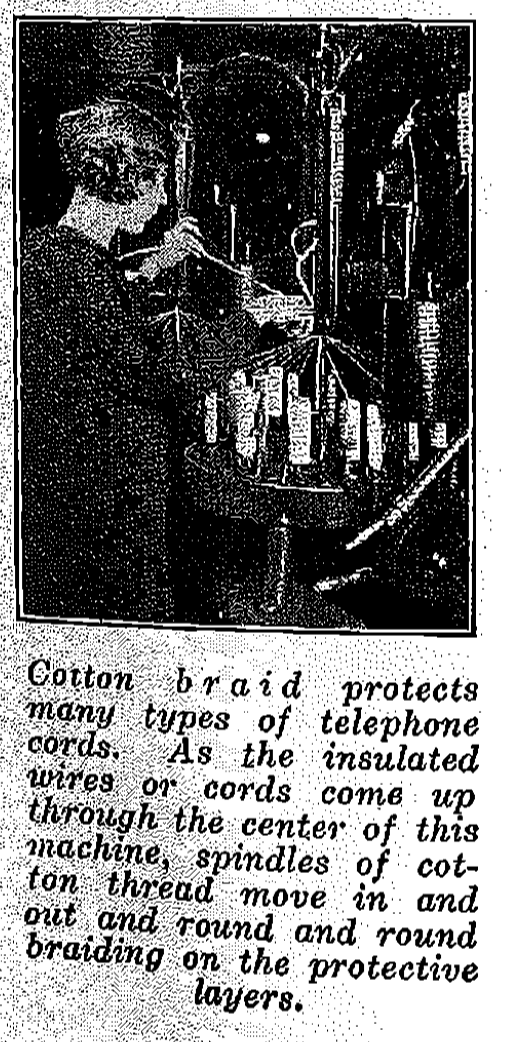 Cotton braid protects
many types of telephone
cords. As the insulated
wires or cords come up
through the center of this
machine, spindles of cot-
ton thread move in and
out and round and round
braiding on the protective
layers.